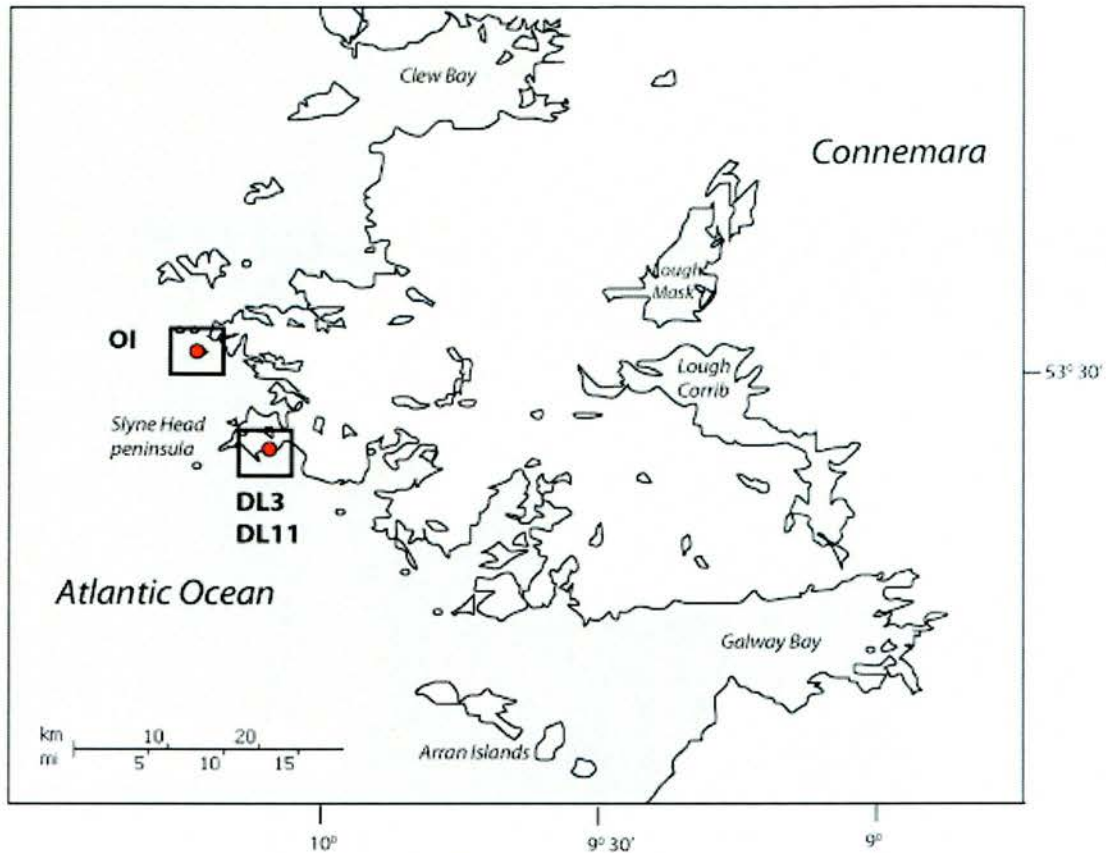 Clew Bay
Connemara
Lough
Mask
OI
Lough
Corrib
53° 30'
Slyne Head
peninsula
DL3
DL11
Atlantic Ocean
Galway Bay
km 10 20
mi 5 10 15
Arran Islands
10° 9° 30' 9°